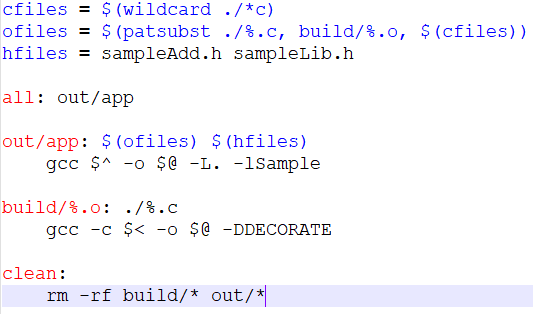 cfiles = $(wildcard ./*c)
ofiles = $(patsubst ./%.c, build/%.o, $(cfiles))
hfiles = sampleAdd.h sampleLib.h
all: out/app
out/app: $(ofiles) $(hfiles)
gcc $^ -o $@ -L. -lSample
build/%.o: ./%.c
gcc -c $< -o $@ -DDECORATE
clean:
rm -rf build/* out/*